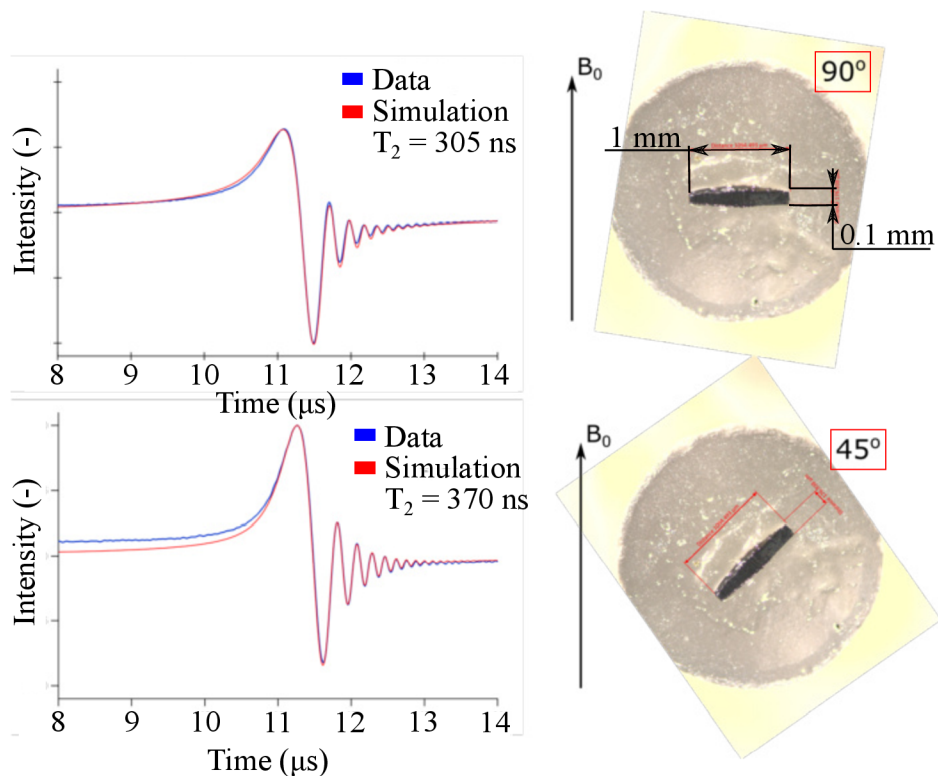 Data
Simulation
T₂ = 305 ns
Intensity (-)
8 9 10 11 12 13 14
Time (μs)
B₀
90°
1 mm
0.1 mm
Data
Simulation
T₂ = 370 ns
Intensity (-)
8 9 10 11 12 13 14
Time (μs)
B₀
45°